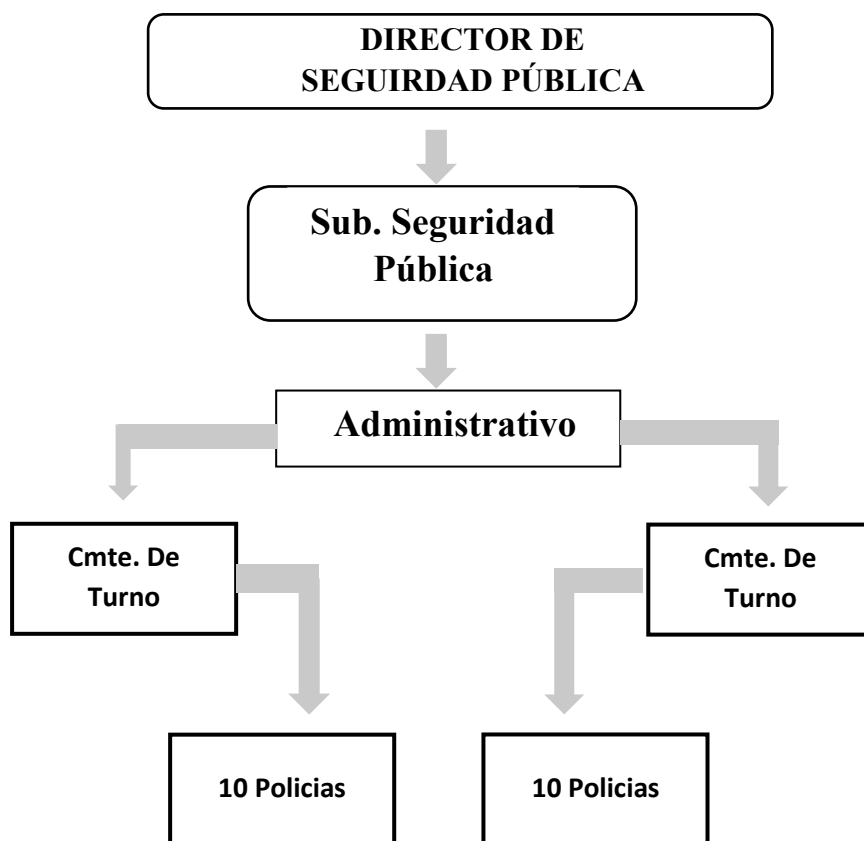 DIRECTOR DE
SEGUIRDAD PÚBLICA
Sub. Seguridad
Pública
Administrativo
Cmte. De
Turno
Cmte. De
Turno
10 Policias
10 Policias